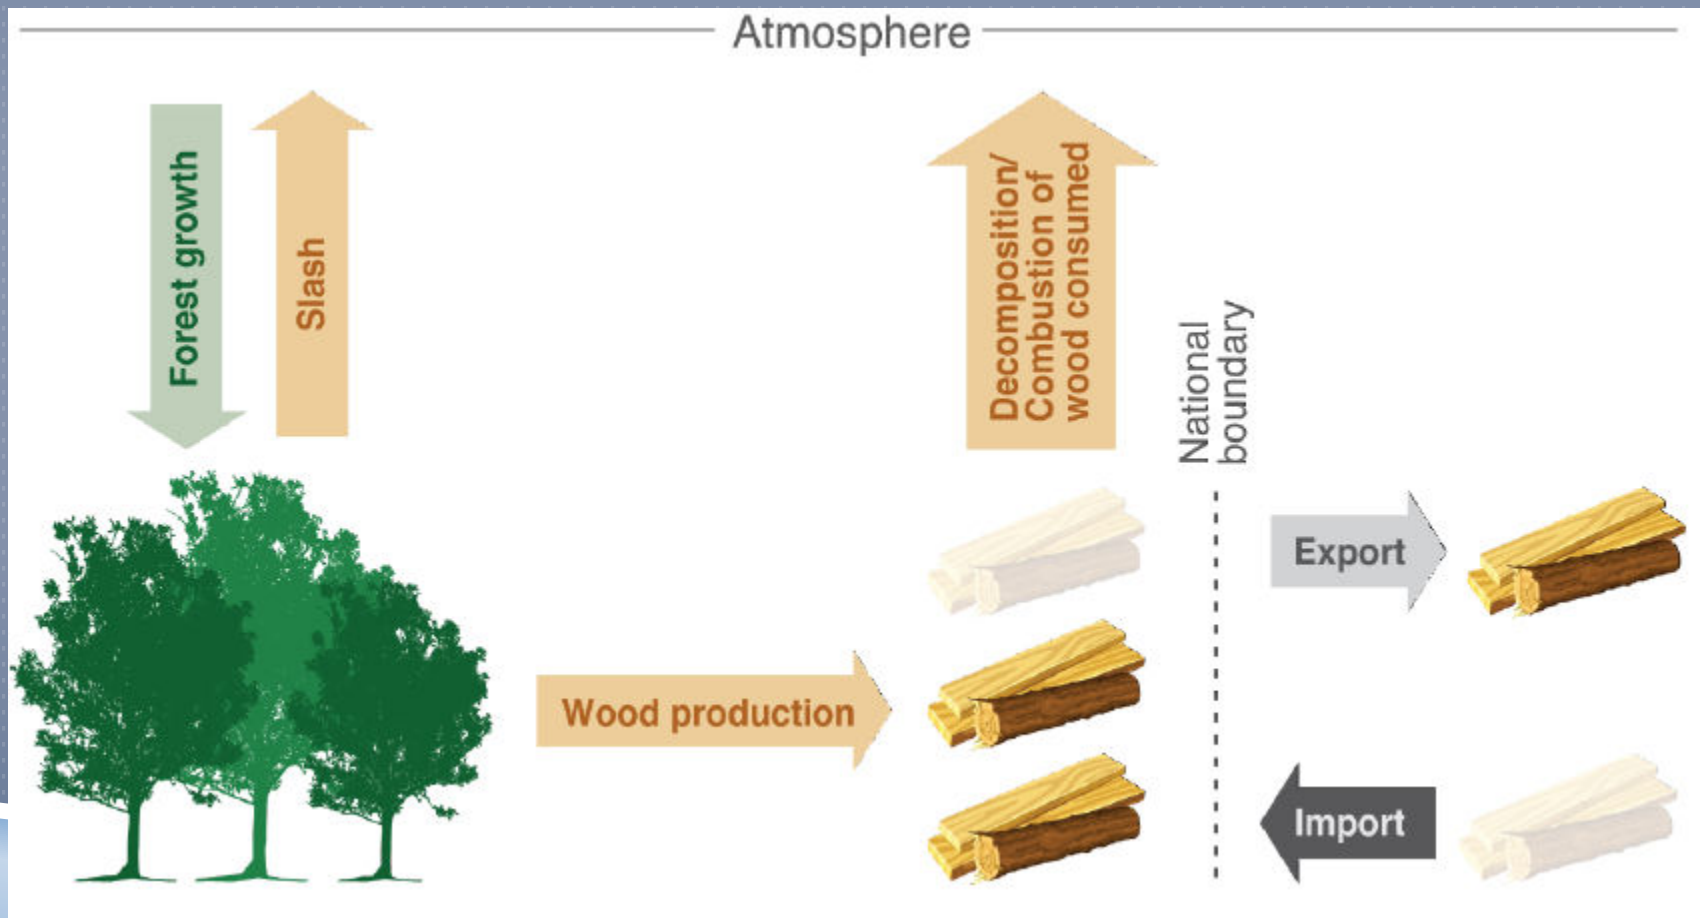 Atmosphere
Forest growth
Slash
Decomposition/
Combustion of
wood consumed
National
boundary
Export
Wood production
Import